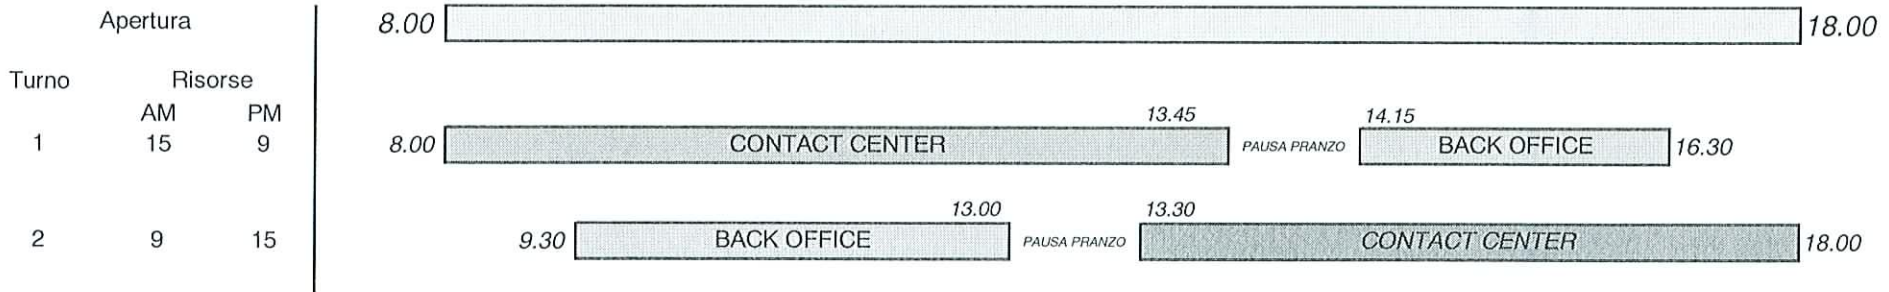 Apertura 8.00 18.00
Turno Risorse
AM PM 13.45 14.15
1 15 9 8.00 CONTACT CENTER PAUSA PRANZO BACK OFFICE 16.30
13.00 13.30
2 9 15 9.30 BACK OFFICE PAUSA PRANZO CONTACT CENTER 18.00